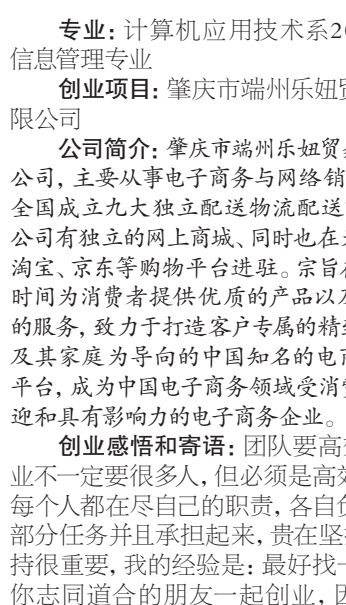 专业：计算机应用技术系2
信息管理专业
创业项目：肇庆市端州乐妞贸
限公司
公司简介：肇庆市端州乐妞贸
公司，主要从事电子商务与网络销
全国成立九大独立配送物流配送
公司有独立的网上商城、同时也在
淘宝、京东等购物平台进驻。宗旨
时间为消费者提供优质的产品以及
的服务，致力于打造客户专属的精
及其家庭为导向的中国知名的电商
平台，成为中国电子商务领域受消
迎和具有影响力的电子商务企业。
创业感悟和寄语：团队要高
业不一定要很多人，但必须是高效
每个人都在尽自己的职责，各自负
部分任务并且承担起来，贵在坚
持很重要，我的经验是：最好找一
你志同道合的朋友一起创业，因